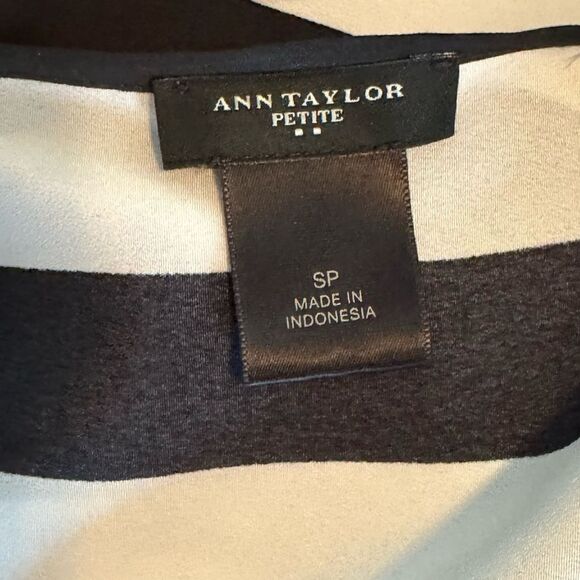 ANN TAYLOR
PETITE
SP
MADE IN
INDONESIA